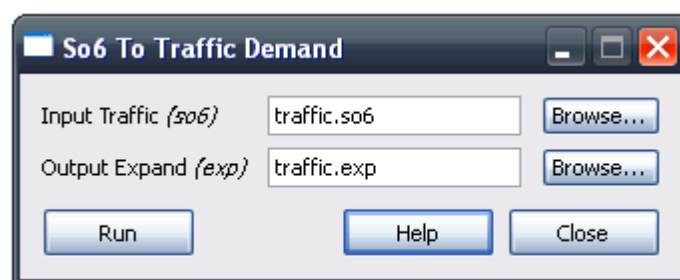 So6 To Traffic Demand
Input Traffic (so6) traffic.so6 Browse...
Output Expand (exp) traffic.exp Browse...
Run Help Close